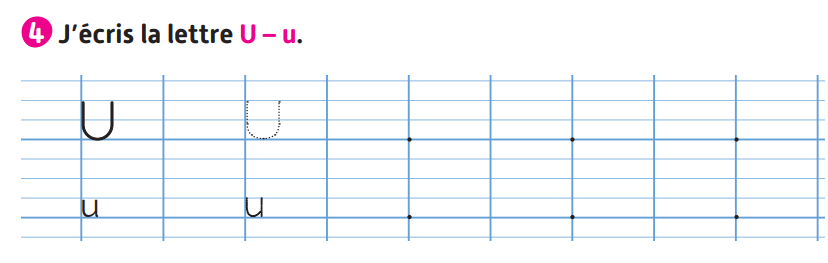 4 J'écris la lettre U – u.
U U
u u